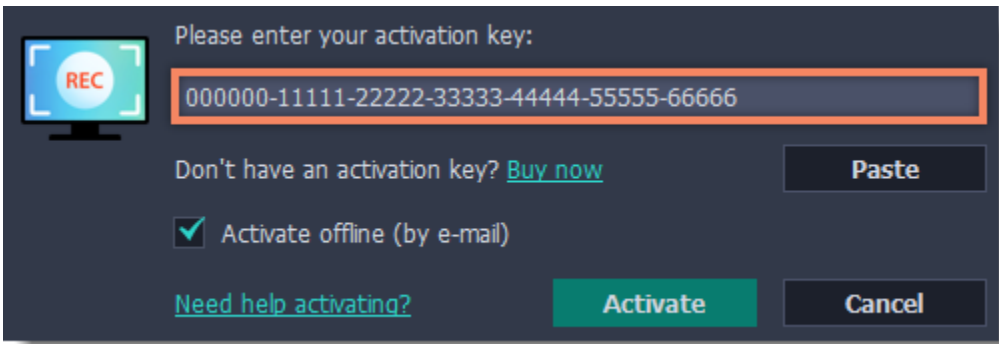 Please enter your activation key:
REC
000000-11111-22222-33333-44444-55555-66666
Don't have an activation key? Buy now
Paste
Activate offline (by e-mail)
Need help activating?
Activate
Cancel